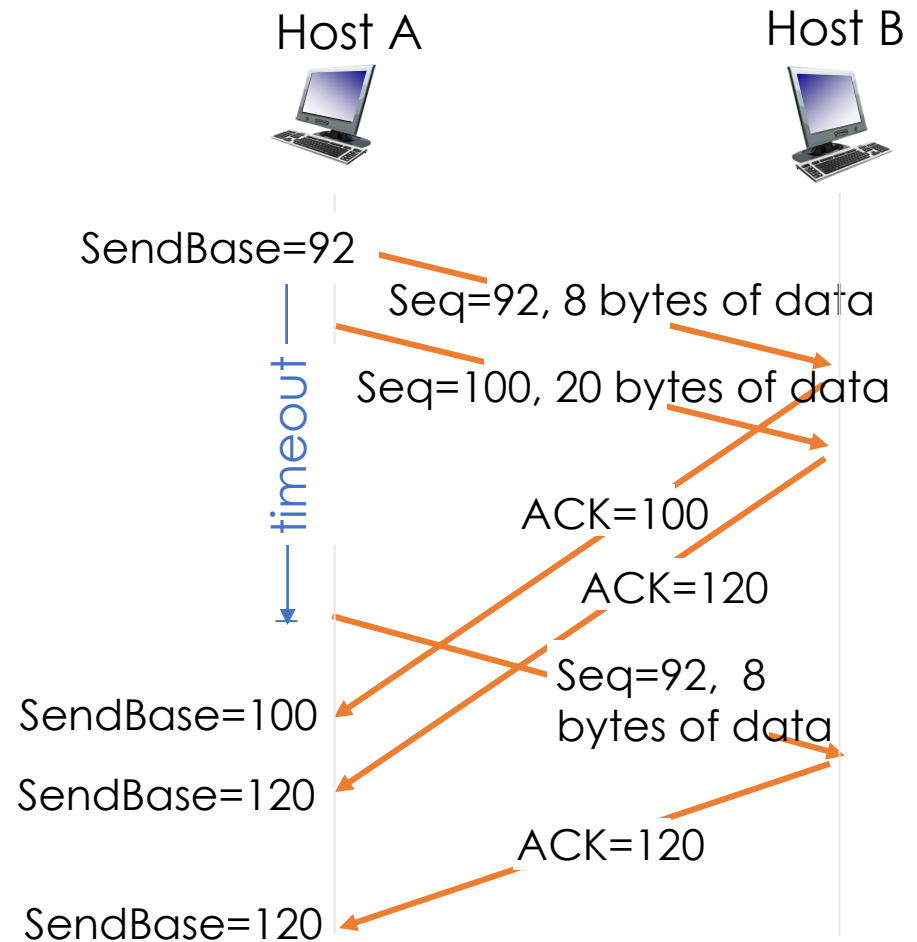 Host A
Host B
SendBase=92
Seq=92, 8 bytes of data
Seq=100, 20 bytes of data
timeout
ACK=100
ACK=120
Seq=92,  8
bytes of data
SendBase=100
SendBase=120
ACK=120
SendBase=120